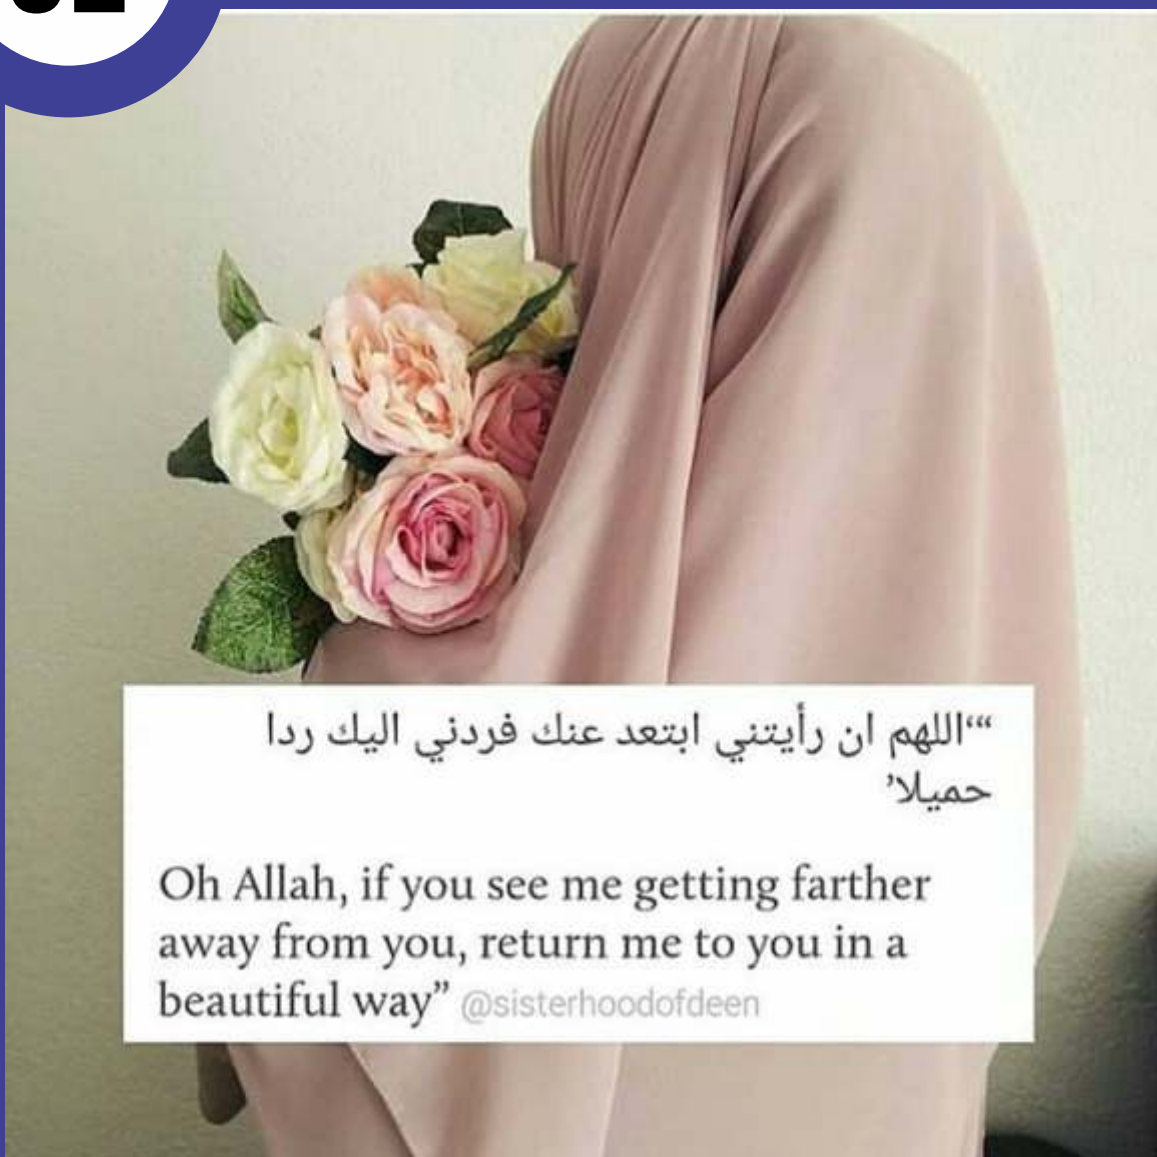 “‘اللهم ان رأيتني ابتعد عنك فردني اليك ردا
حميلا’
Oh Allah, if you see me getting farther
away from you, return me to you in a
beautiful way” @sisterhoodofdeen